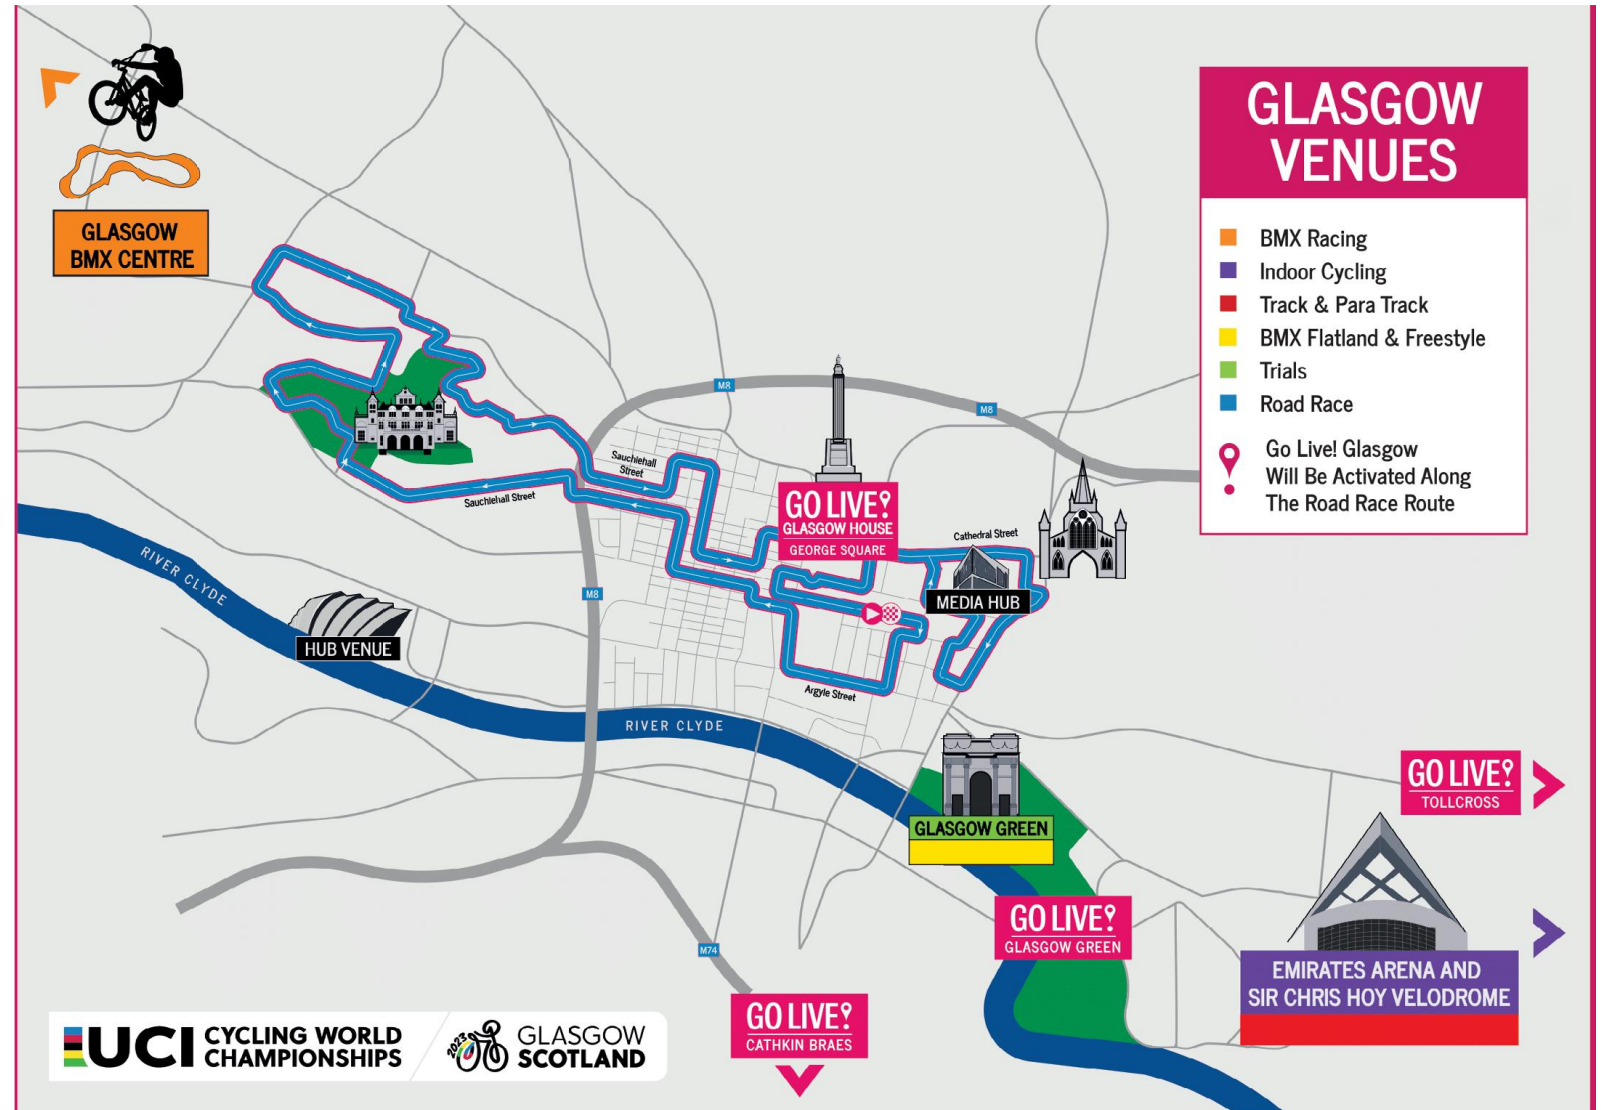 GLASGOW
VENUES
BMX Racing
Indoor Cycling
Track & Para Track
BMX Flatland & Freestyle
Trials
Road Race
Go Live! Glasgow
Will Be Activated Along
The Road Race Route
GLASGOW
BMX CENTRE
M8
M8
Sauchiehall
Street
Sauchiehall Street
GO LIVE!
GLASGOW HOUSE
GEORGE SQUARE
Cathedral Street
MEDIA HUB
RIVER CLYDE
M8
HUB VENUE
Argyle Street
RIVER CLYDE
GO LIVE!
TOLLCROSS
GLASGOW GREEN
GO LIVE!
GLASGOW GREEN
M74
EMIRATES ARENA AND
SIR CHRIS HOY VELODROME
GO LIVE!
CATHKIN BRAES
UCI CYCLING WORLD
CHAMPIONSHIPS
2023
GLASGOW
SCOTLAND